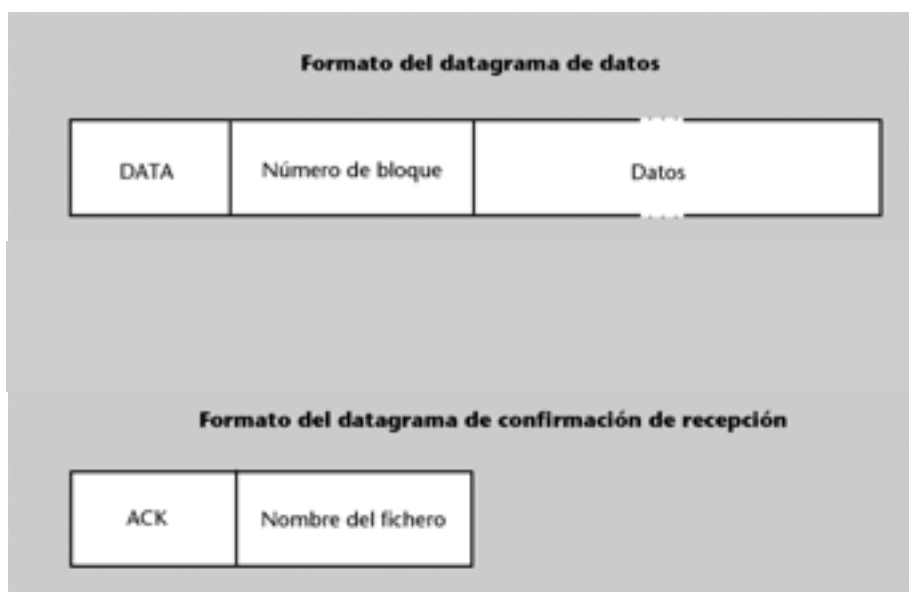 Formato del datagrama de datos
DATA Número de bloque Datos
Formato del datagrama de confirmación de recepción
ACK Nombre del fichero